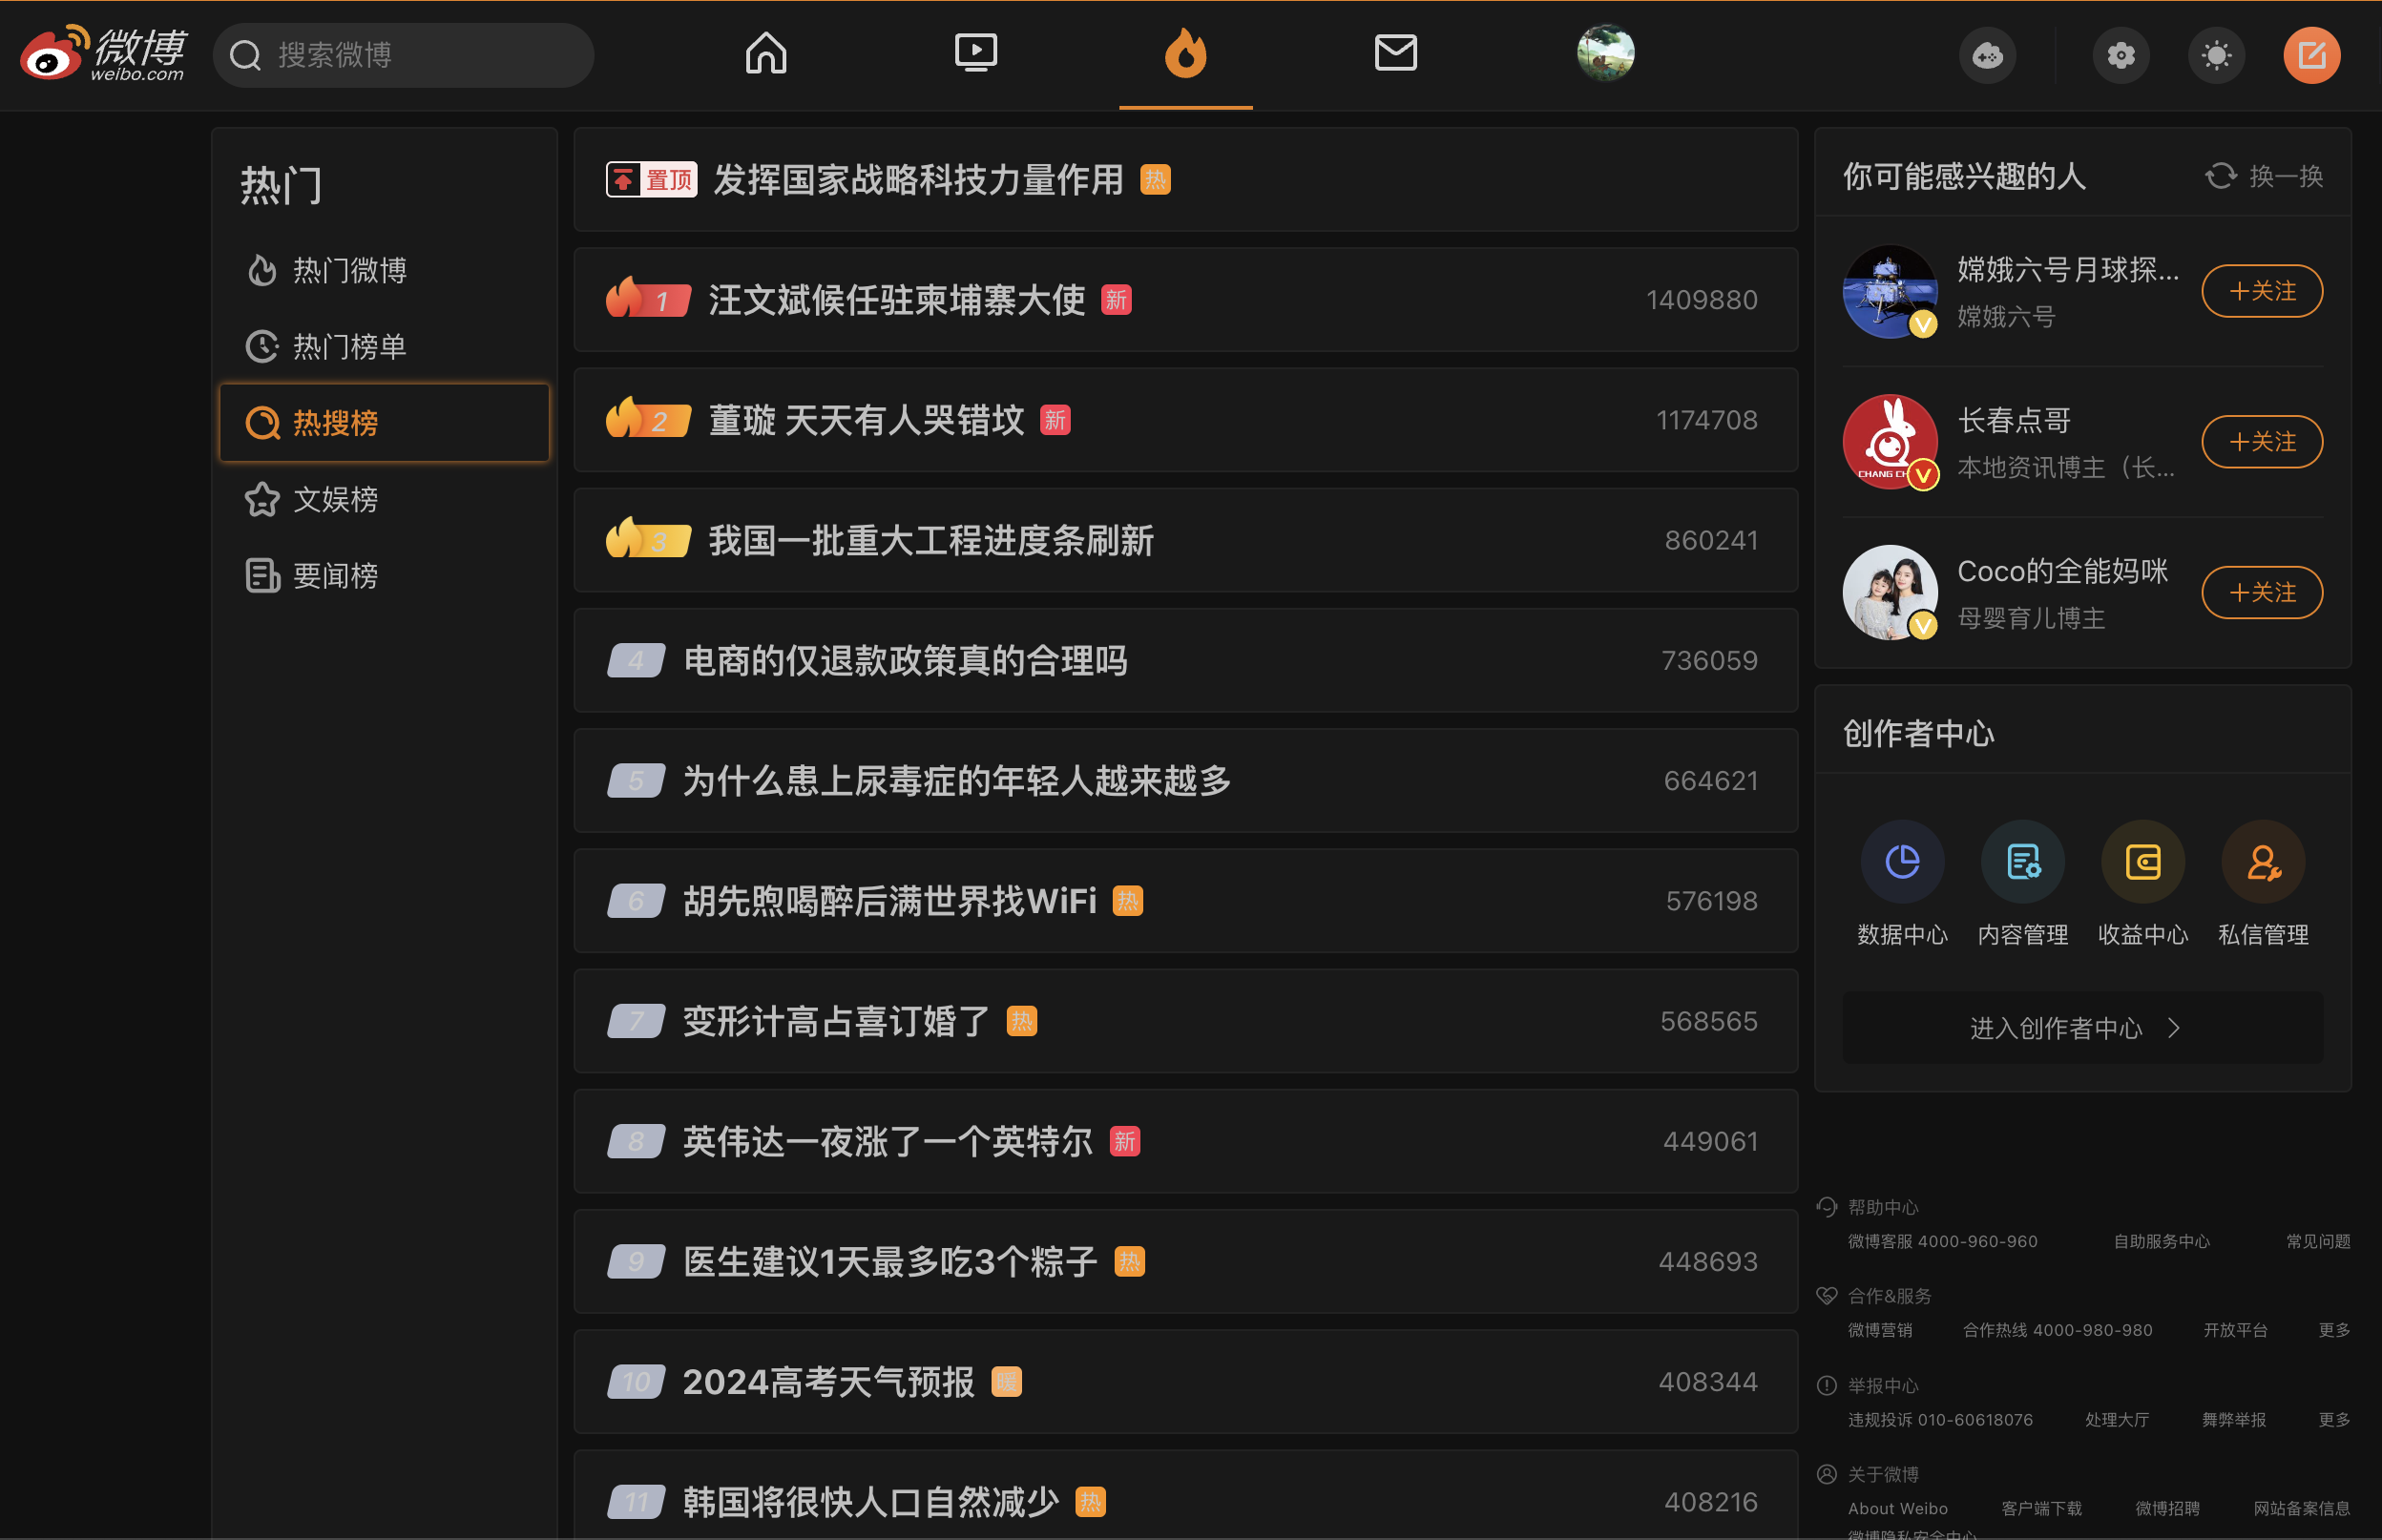 微博
weibo.com
搜索微博
热门
热门微博
热门榜单
热搜榜
文娱榜
要闻榜
置顶 发挥国家战略科技力量作用 热
1 汪文斌候任驻柬埔寨大使 新 1409880
2 董璇 天天有人哭错坟 新 1174708
3 我国一批重大工程进度条刷新 860241
4 电商的仅退款政策真的合理吗 736059
5 为什么患上尿毒症的年轻人越来越多 664621
6 胡先煦喝醉后满世界找WiFi 热 576198
7 变形计高占喜订婚了 热 568565
8 英伟达一夜涨了一个英特尔 新 449061
9 医生建议1天最多吃3个粽子 热 448693
10 2024高考天气预报 暖 408344
11 韩国将很快人口自然减少 热 408216
你可能感兴趣的人 换一换
嫦娥六号月球探...
嫦娥六号
+关注
长春点哥
本地资讯博主（长...
+关注
CHANG CH
Coco的全能妈咪
母婴育儿博主
+关注
创作者中心
数据中心 内容管理 收益中心 私信管理
进入创作者中心
帮助中心
微博客服 4000-960-960 自助服务中心 常见问题
合作&服务
微博营销 合作热线 4000-980-980 开放平台 更多
举报中心
违规投诉 010-60618076 处理大厅 舞弊举报 更多
关于微博
About Weibo 客户端下载 微博招聘 网站备案信息
微博隐私安全中心